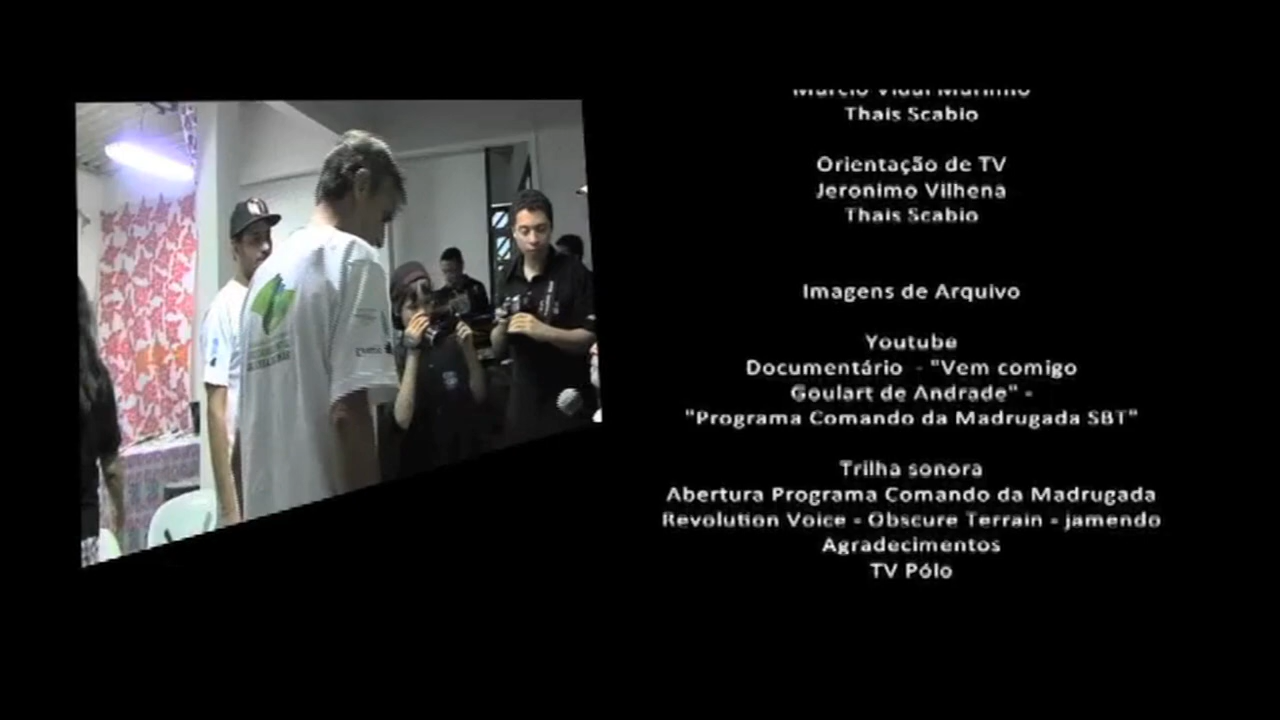 Thais Scabio
Orientação de TV
Jeronimo Vilhena
Thais Scabio
Imagens de Arquivo
Youtube
Documentário - "Vem comigo
Goulart de Andrade" -
"Programa Comando da Madrugada SBT"
Trilha sonora
Abertura Programa Comando da Madrugada
Revolution Voice - Obscure Terrain - jamendo
Agradecimentos
TV Pólo